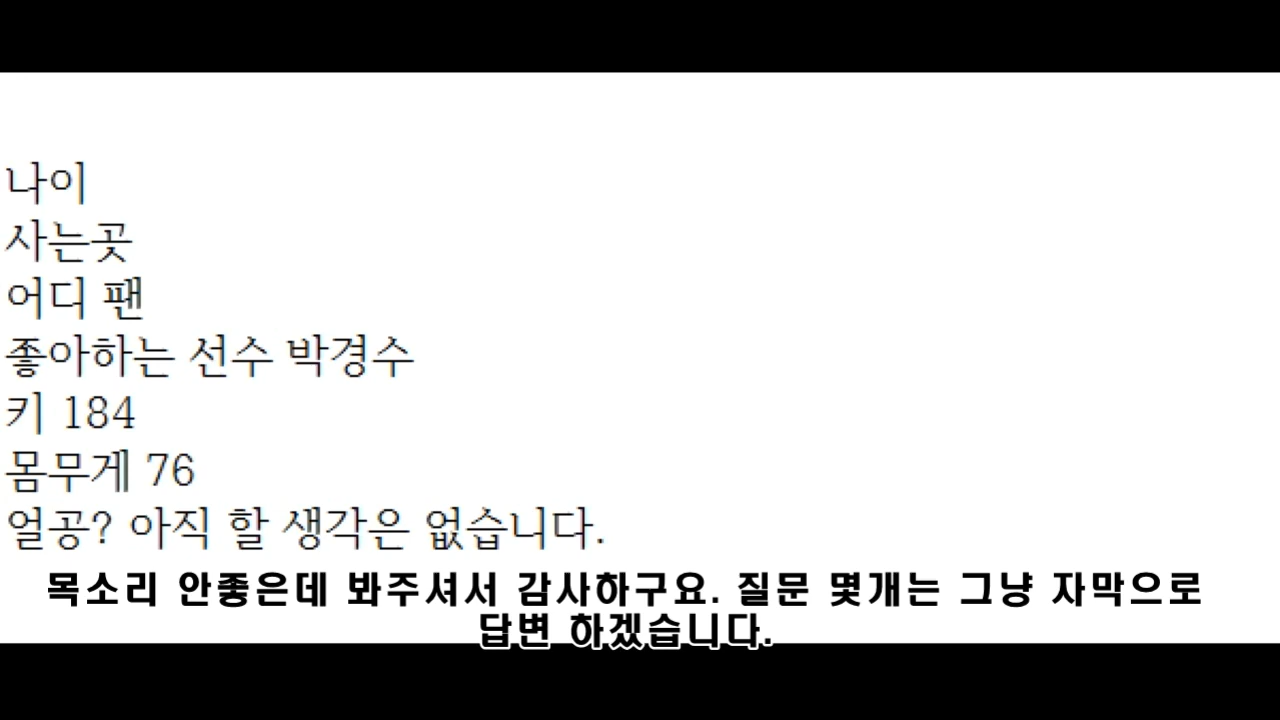 나이
사는곳
어디 팬
좋아하는 선수 박경수
키 184
몸무게 76
얼공? 아직 할 생각은 없습니다.
목소리 안좋은데 봐주셔서 감사하구요. 질문 몇개는 그냥 자막으로
답변 하겠습니다.